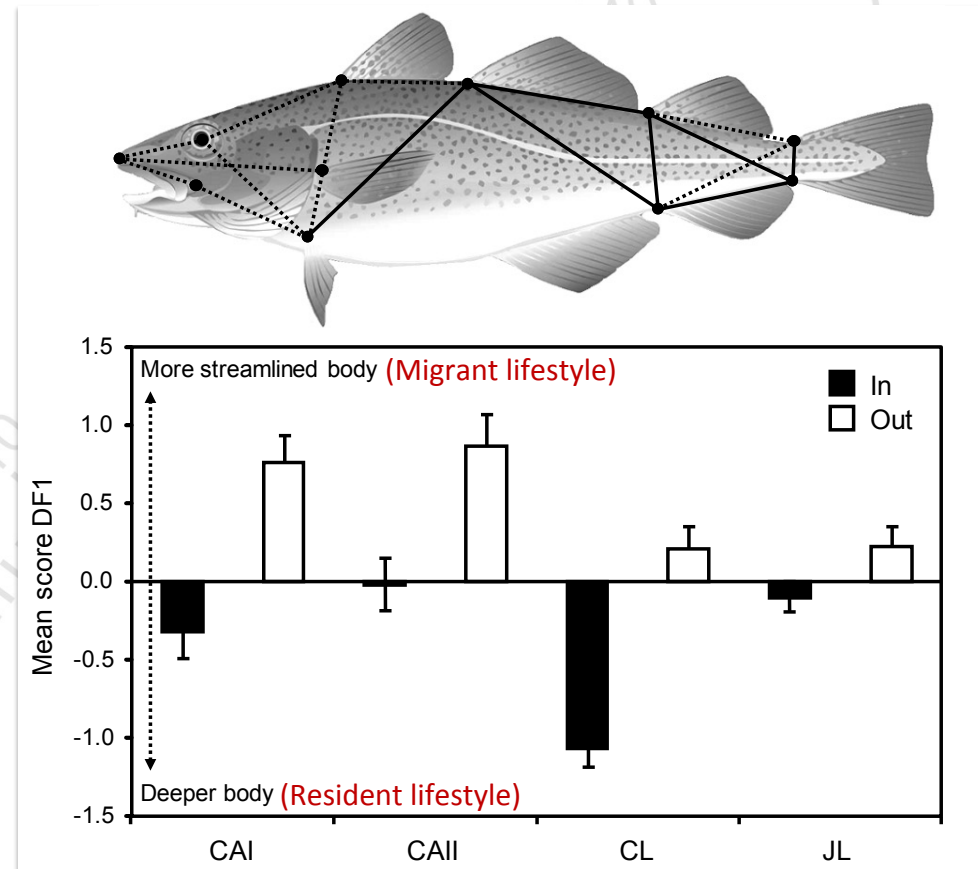 1.5
More streamlined body (Migrant lifestyle)
In
Out
1.0
0.5
0.0
-0.5
-1.0
-1.5
Mean score DF1
Deeper body (Resident lifestyle)
CAI CAII CL JL